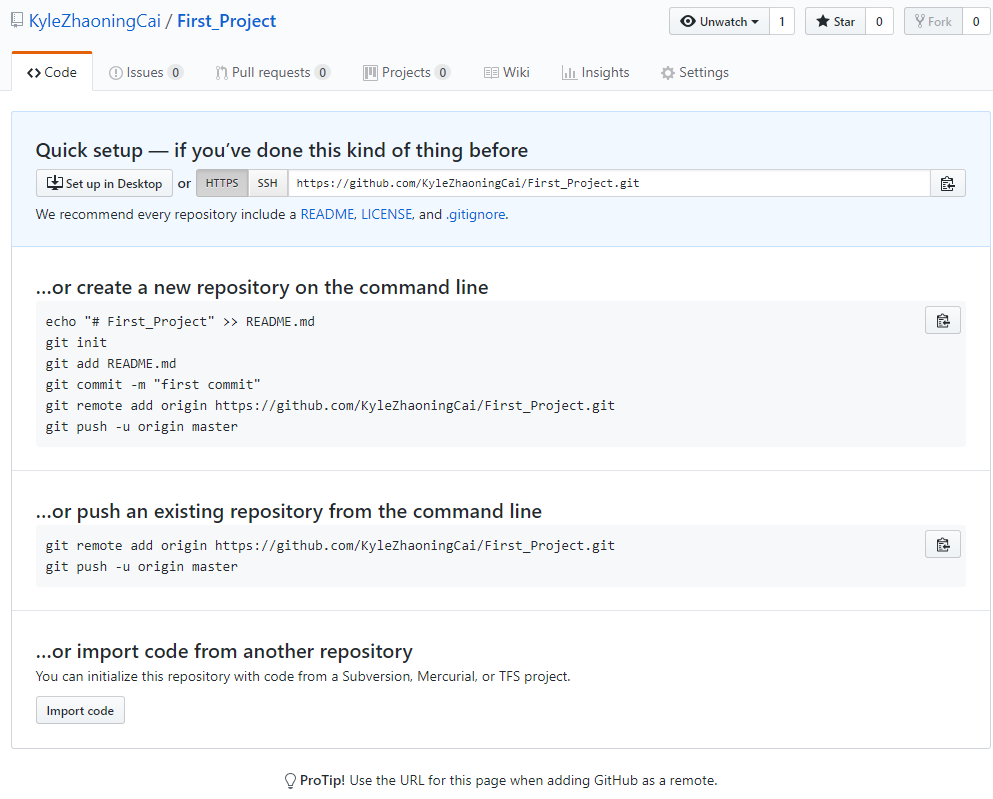 KyleZhaoningCai / First_Project
Unwatch 1 Star 0 Fork 0
Code Issues 0 Pull requests 0 Projects 0 Wiki Insights Settings
Quick setup — if you’ve done this kind of thing before
Set up in Desktop or HTTPS SSH https://github.com/KyleZhaoningCai/First_Project.git
We recommend every repository include a README, LICENSE, and .gitignore.
…or create a new repository on the command line
echo "# First_Project" >> README.md
git init
git add README.md
git commit -m "first commit"
git remote add origin https://github.com/KyleZhaoningCai/First_Project.git
git push -u origin master
…or push an existing repository from the command line
git remote add origin https://github.com/KyleZhaoningCai/First_Project.git
git push -u origin master
…or import code from another repository
You can initialize this repository with code from a Subversion, Mercurial, or TFS project.
Import code
ProTip! Use the URL for this page when adding GitHub as a remote.